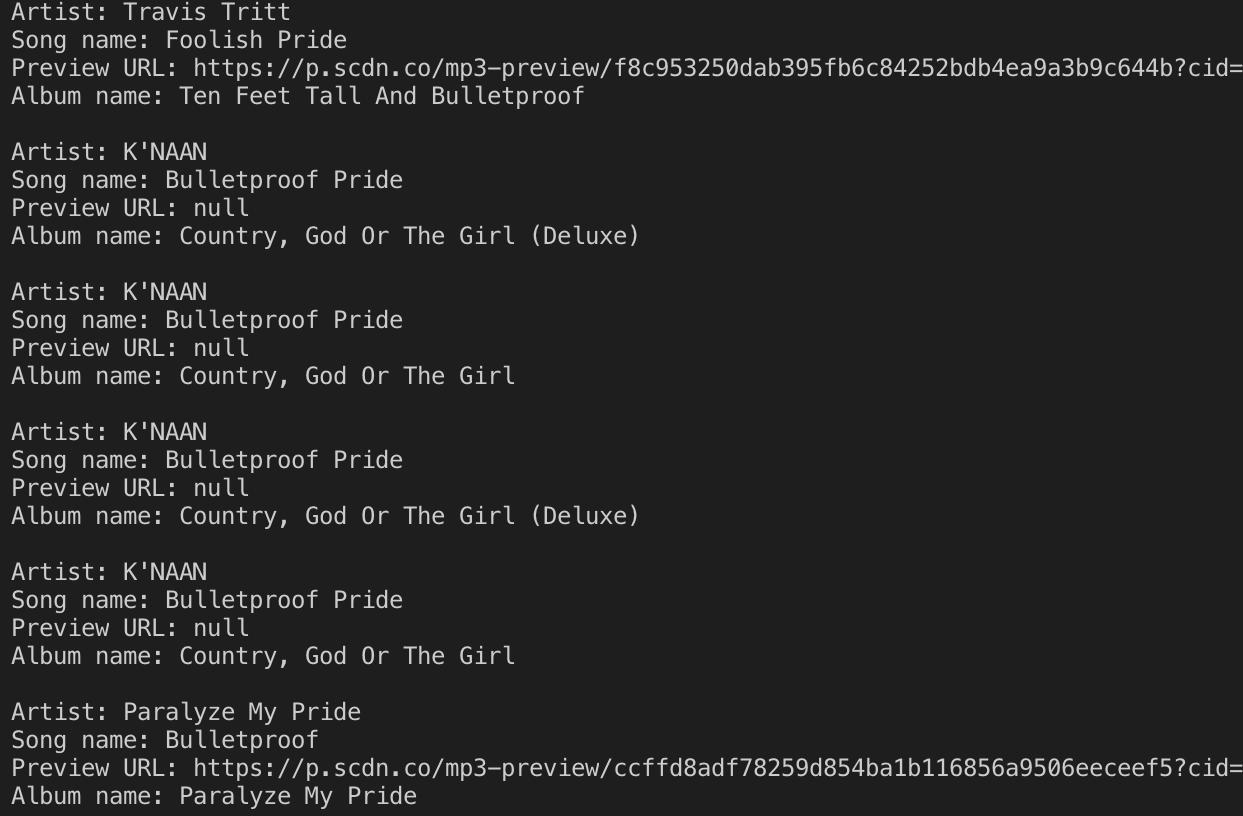 Artist: Travis Tritt
Song name: Foolish Pride
Preview URL: https://p.scdn.co/mp3-preview/f8c953250dab395fb6c84252bdb4ea9a3b9c644b?cid=
Album name: Ten Feet Tall And Bulletproof
Artist: K'NAAN
Song name: Bulletproof Pride
Preview URL: null
Album name: Country, God Or The Girl (Deluxe)
Artist: K'NAAN
Song name: Bulletproof Pride
Preview URL: null
Album name: Country, God Or The Girl
Artist: K'NAAN
Song name: Bulletproof Pride
Preview URL: null
Album name: Country, God Or The Girl (Deluxe)
Artist: K'NAAN
Song name: Bulletproof Pride
Preview URL: null
Album name: Country, God Or The Girl
Artist: Paralyze My Pride
Song name: Bulletproof
Preview URL: https://p.scdn.co/mp3-preview/ccffd8adf78259d854ba1b116856a9506eeceef5?cid=
Album name: Paralyze My Pride